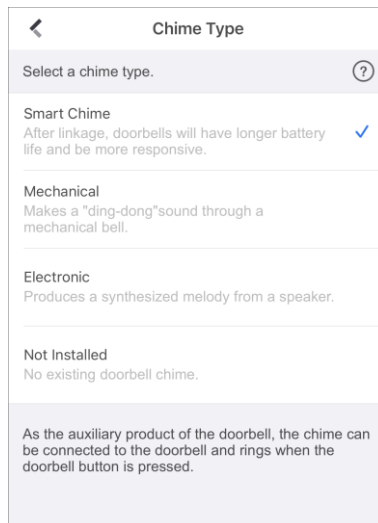 Chime Type
Select a chime type.
?
Smart Chime
After linkage, doorbells will have longer battery
life and be more responsive.
Mechanical
Makes a "ding-dong"sound through a
mechanical bell.
Electronic
Produces a synthesized melody from a speaker.
Not Installed
No existing doorbell chime.
As the auxiliary product of the doorbell, the chime can
be connected to the doorbell and rings when the
doorbell button is pressed.